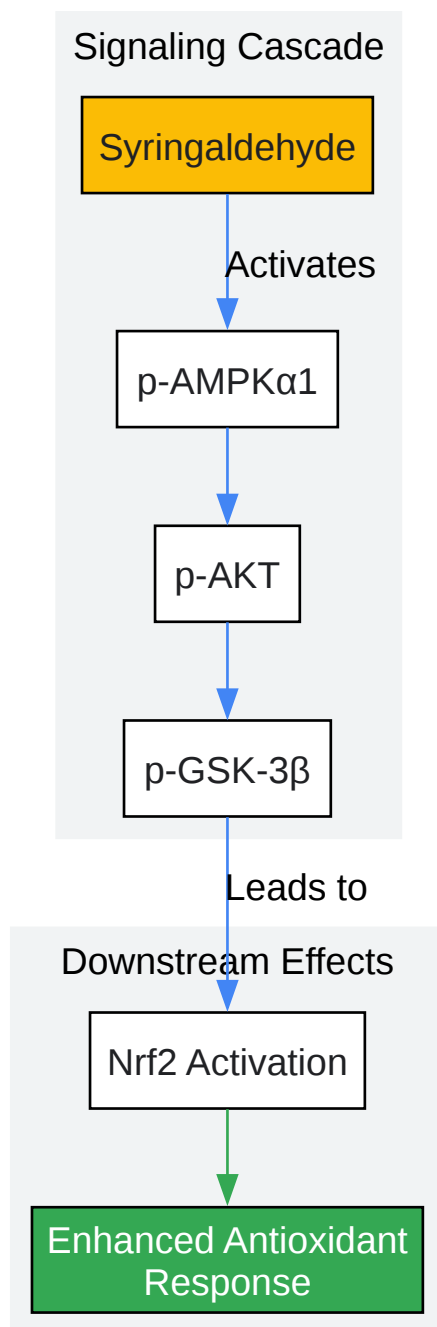 Signaling Cascade
Syringaldehyde
Activates
p-AMPKα1
p-AKT
p-GSK-3β
Leads to
Downstream Effects
Nrf2 Activation
Enhanced Antioxidant
Response